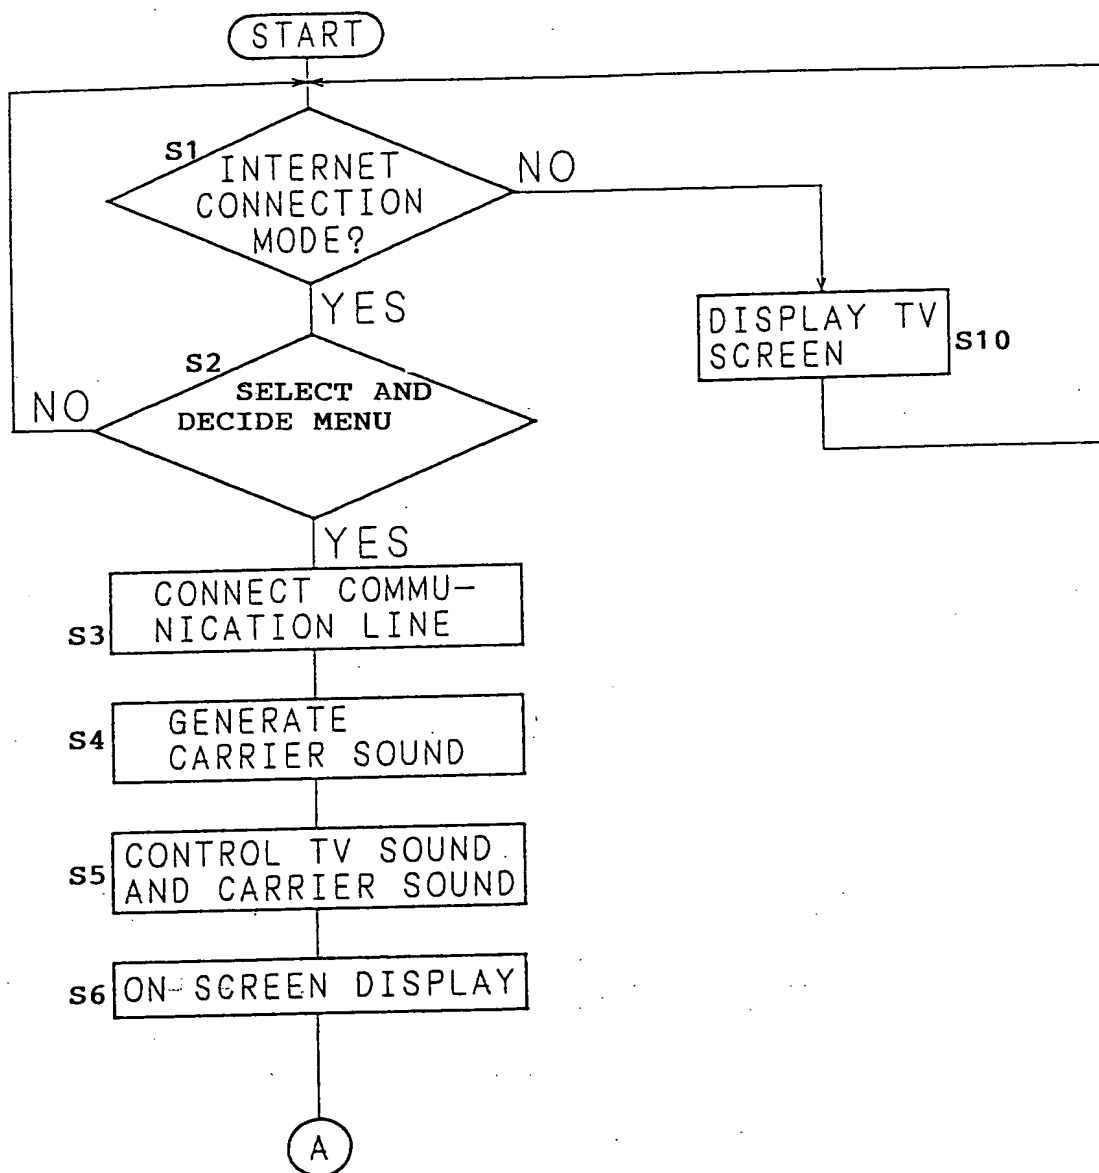 START
S1
INTERNET
CONNECTION
MODE?
NO
YES
DISPLAY TV
SCREEN
S10
S2
SELECT AND
DECIDE MENU
NO
YES
CONNECT COMMU-
NICATION LINE
S3
GENERATE
CARRIER SOUND
S4
CONTROL TV SOUND
AND CARRIER SOUND
S5
ON-SCREEN DISPLAY
S6
A